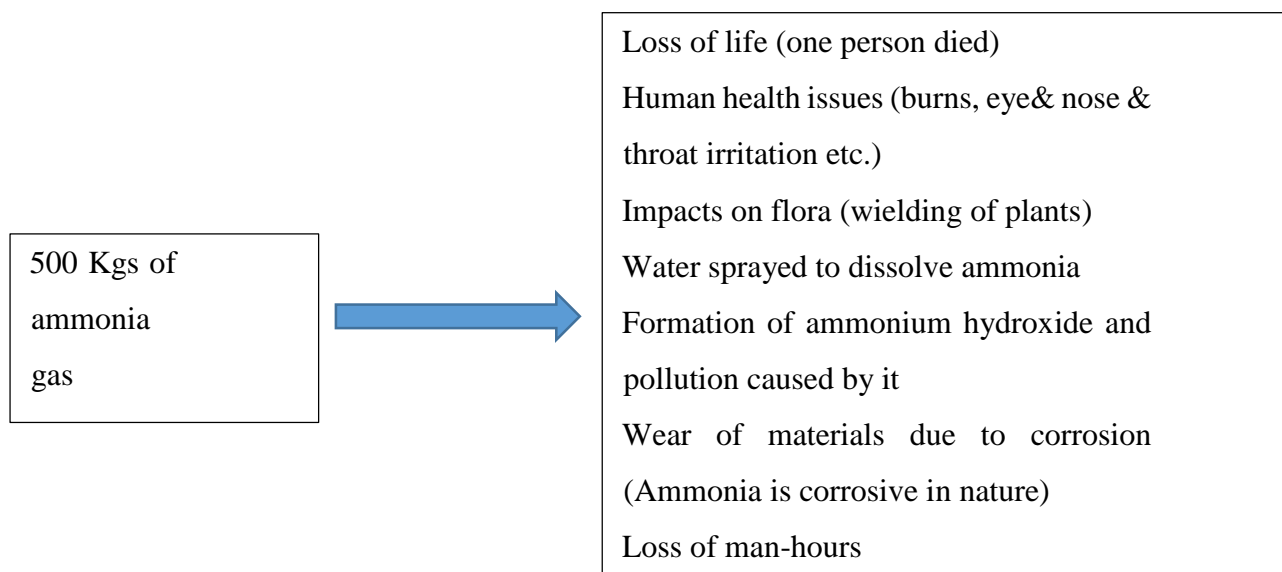 500 Kgs of
ammonia
gas
Loss of life (one person died)
Human health issues (burns, eye& nose &
throat irritation etc.)
Impacts on flora (wielding of plants)
Water sprayed to dissolve ammonia
Formation of ammonium hydroxide and
pollution caused by it
Wear of materials due to corrosion
(Ammonia is corrosive in nature)
Loss of man-hours